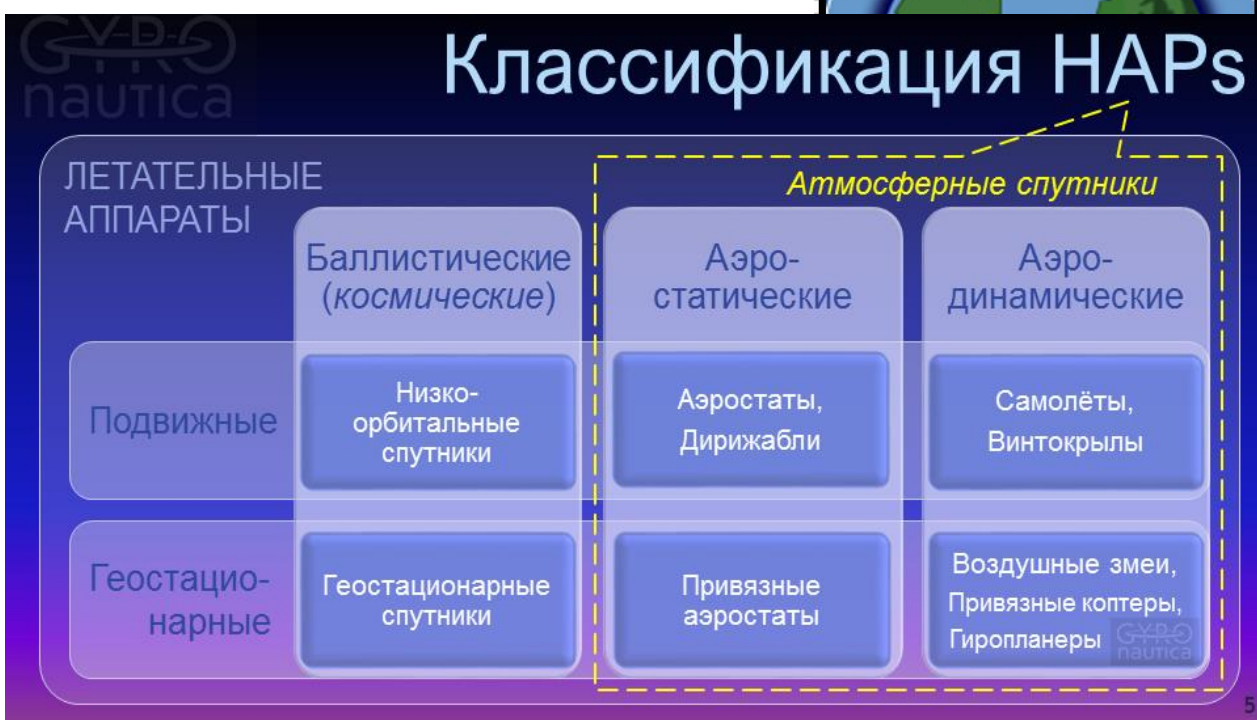 GYRO
nautica
Классификация HAPs
ЛЕТАТЕЛЬНЫЕ
АППАРАТЫ
Атмосферные спутники
Баллистические
(космические)
Аэро-
статические
Аэро-
динамические
Подвижные
Низко-
орбитальные
спутники
Аэростаты,
Дирижабли
Самолёты,
Винтокрылы
Геостацио-
нарные
Геостационарные
спутники
Привязные
аэростаты
Воздушные змеи,
Привязные коптеры,
Гиропланеры
GYRO
nautica
5